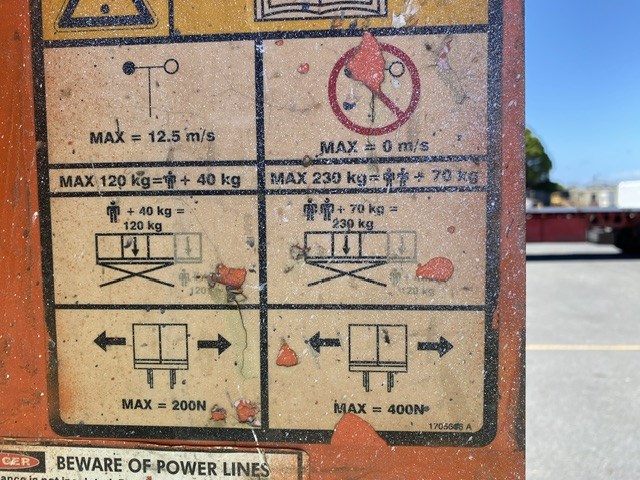 MAX = 12.5 m/s
MAX = 0 m/s
MAX 120 kg= + 40 kg
MAX 230 kg= + 70 kg
+ 40 kg =
120 kg
+ 70 kg =
230 kg
120 kg
MAX = 200N
MAX = 400N
BEWARE OF POWER LINES